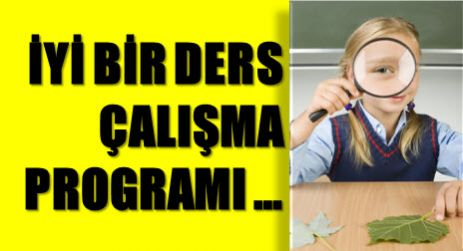 İYİ BİR DERS
ÇALIŞMA
PROGRAMI ...